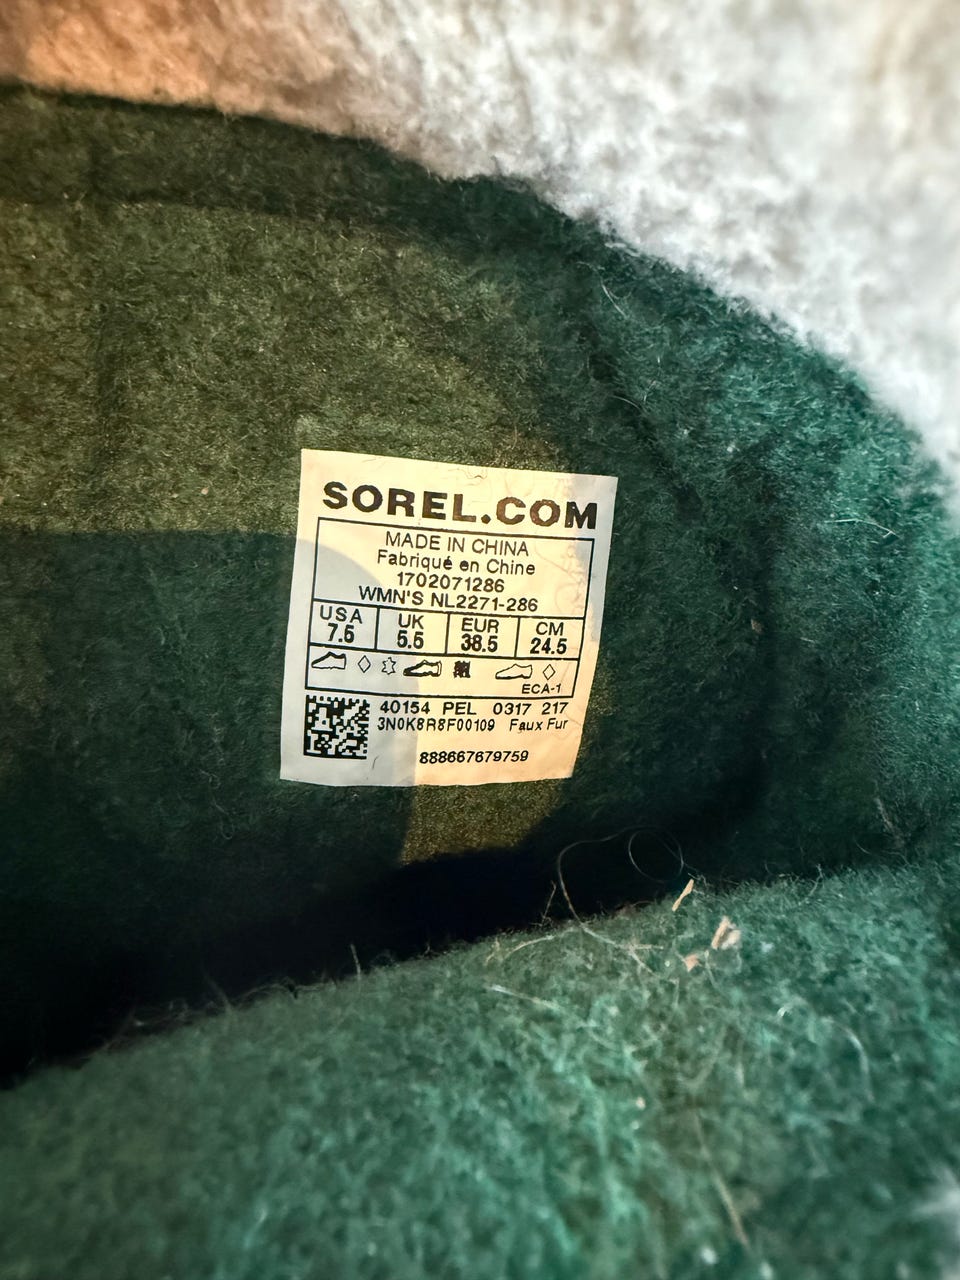 SOREL.COM
MADE IN CHINA
Fabriqué en Chine
1702071286
WMN'S NL2271-286
USA UK EUR CM
7.5 5.5 38.5 24.5
ECA-1
40154 PEL 0317 217
3N0K8R8F00109 Faux Fur
888667679759